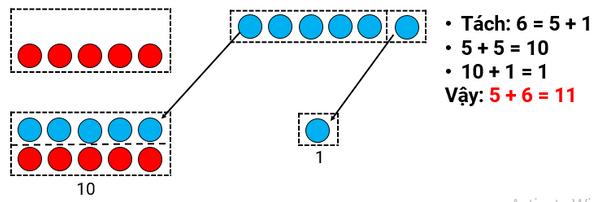 • Tách: 6 = 5 + 1
• 5 + 5 = 10
• 10 + 1 = 1
Vậy: 5 + 6 = 11
10
1